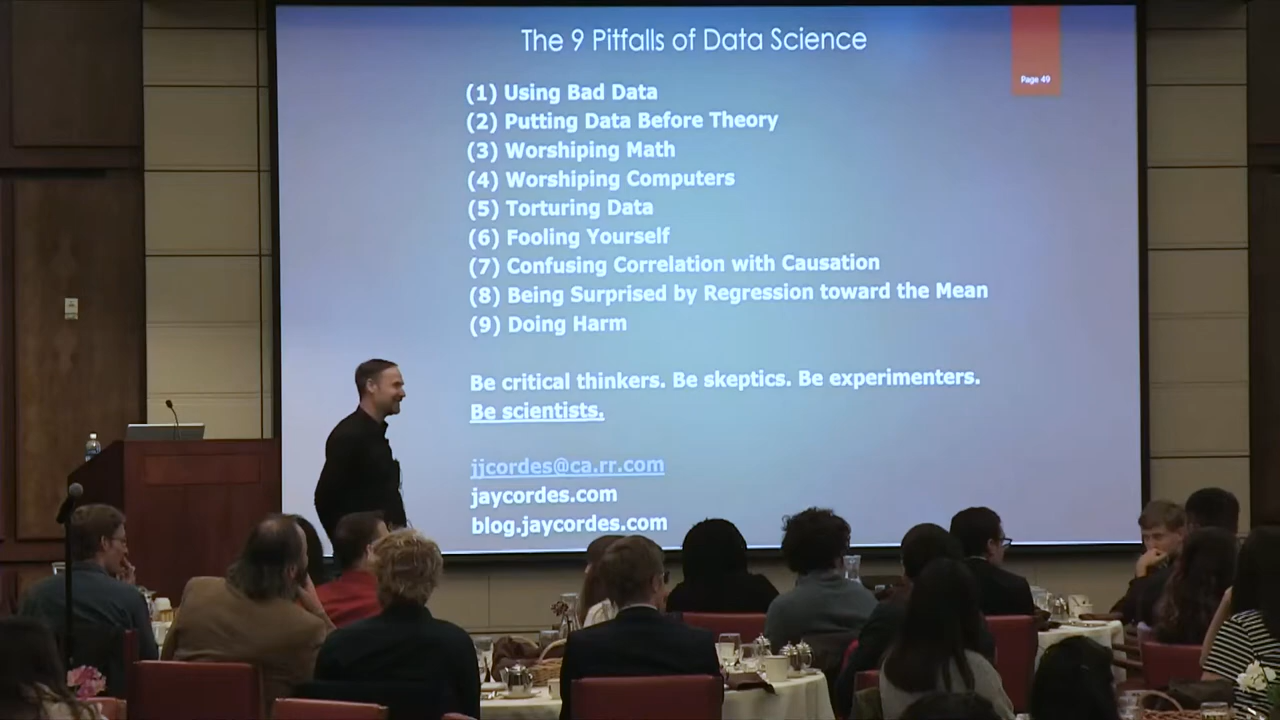 The 9 Pitfalls of Data Science
Page 49
(1) Using Bad Data
(2) Putting Data Before Theory
(3) Worshiping Math
(4) Worshiping Computers
(5) Torturing Data
(6) Fooling Yourself
(7) Confusing Correlation with Causation
(8) Being Surprised by Regression toward the Mean
(9) Doing Harm
Be critical thinkers. Be skeptics. Be experimenters.
Be scientists.
jjcordes@ca.rr.com
jaycordes.com
blog.jaycordes.com